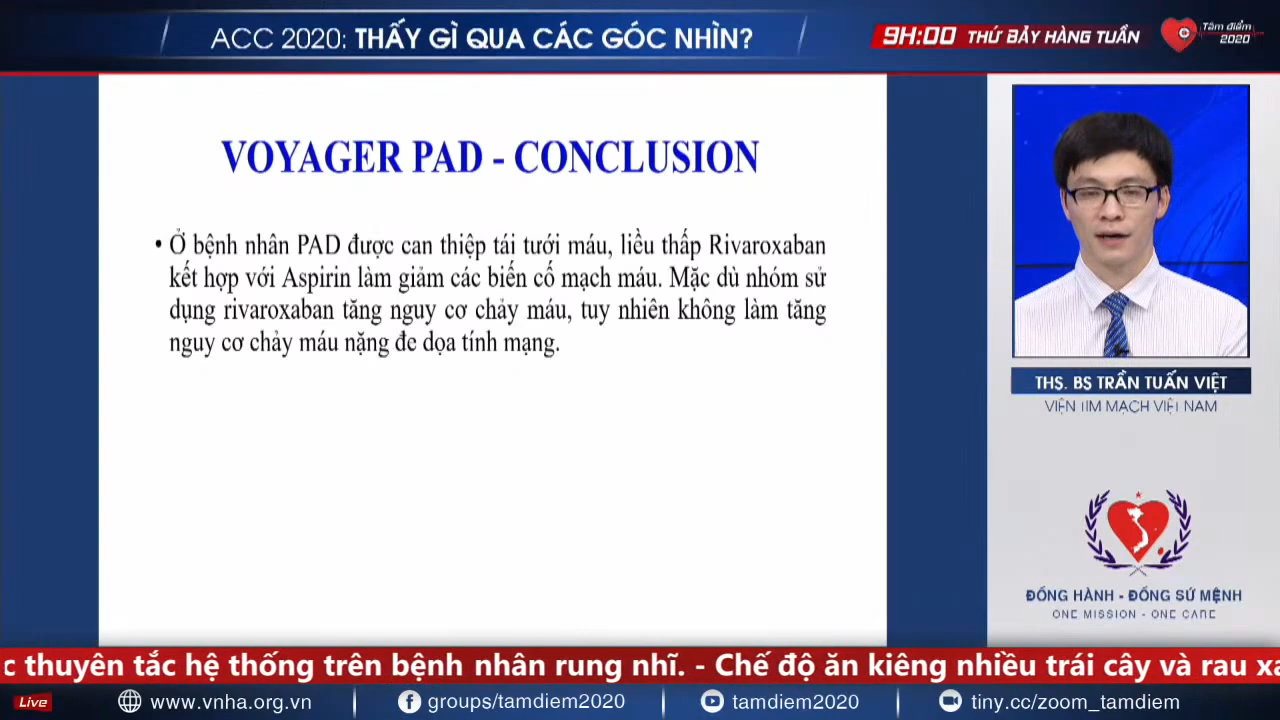 ACC 2020: THẤY GÌ QUA CÁC GÓC NHÌN?
9H:00 THỨ BẢY HÀNG TUẦN
Tâm điểm
2020
VOYAGER PAD - CONCLUSION
• Ở bệnh nhân PAD được can thiệp tái tưới máu, liều thấp Rivaroxaban
kết hợp với Aspirin làm giảm các biến cố mạch máu. Mặc dù nhóm sử
dụng rivaroxaban tăng nguy cơ chảy máu, tuy nhiên không làm tăng
nguy cơ chảy máu nặng đe dọa tính mạng.
THS. BS TRẦN TUẤN VIỆT
VIỆN TIM MẠCH VIỆT NAM
ĐỒNG HÀNH - ĐỒNG SỨ MỆNH
ONE MISSION - ONE CARE
c thuyên tắc hệ thống trên bệnh nhân rung nhĩ. - Chế độ ăn kiêng nhiều trái cây và rau xa
Live
www.vnha.org.vn
groups/tamdiem2020
tamdiem2020
tiny.cc/zoom_tamdiem